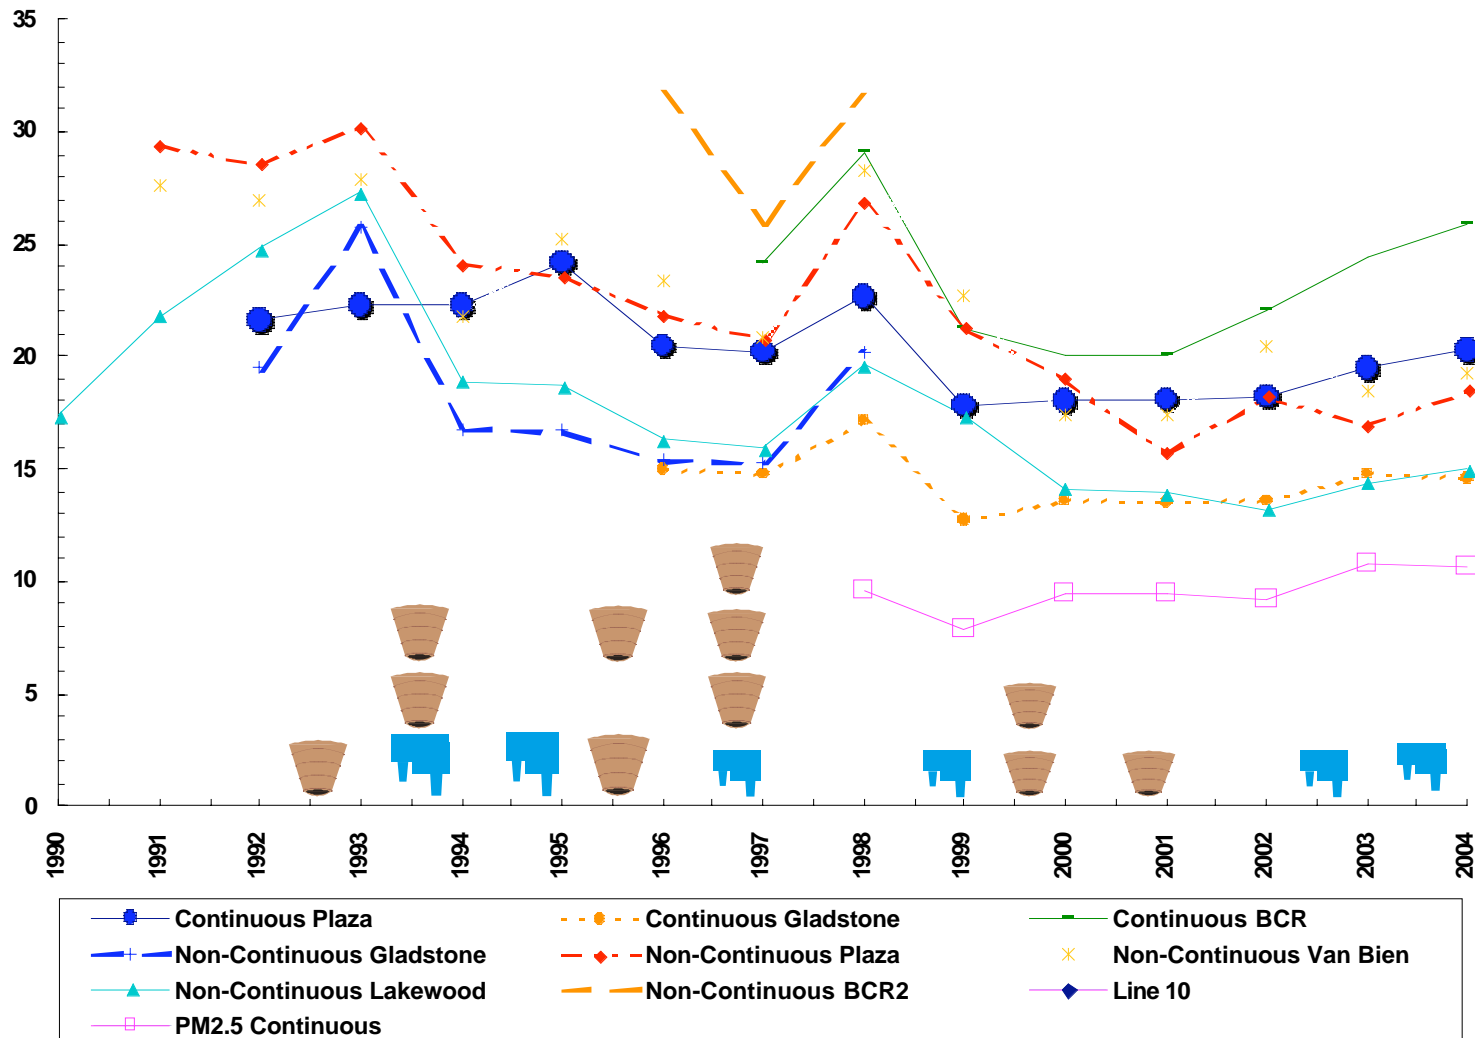 35
30
25
20
15
10
5
0
1990 1991 1992 1993 1994 1995 1996 1997 1998 1999 2000 2001 2002 2003 2004
Continuous Plaza Continuous Gladstone Continuous BCR
Non-Continuous Gladstone Non-Continuous Plaza Non-Continuous Van Bien
Non-Continuous Lakewood Non-Continuous BCR2 Line 10
PM2.5 Continuous